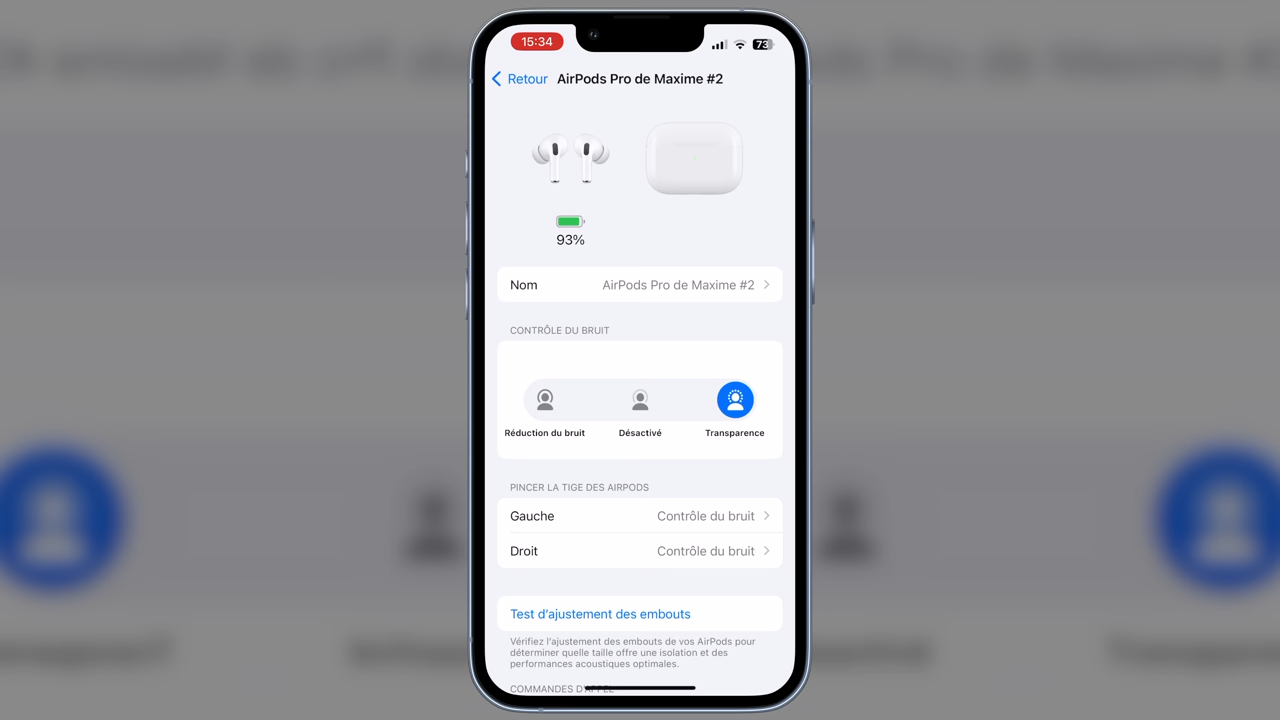 15:34
73
Retour
AirPods Pro de Maxime #2
93%
Nom
AirPods Pro de Maxime #2
CONTRÔLE DU BRUIT
Réduction du bruit
Désactivé
Transparence
PINCER LA TIGE DES AIRPODS
Gauche
Contrôle du bruit
Droit
Contrôle du bruit
Test d'ajustement des embouts
Vérifiez l'ajustement des embouts de vos AirPods pour
déterminer quelle taille offre une isolation et des
performances acoustiques optimales.
COMMANDES D'APPEL